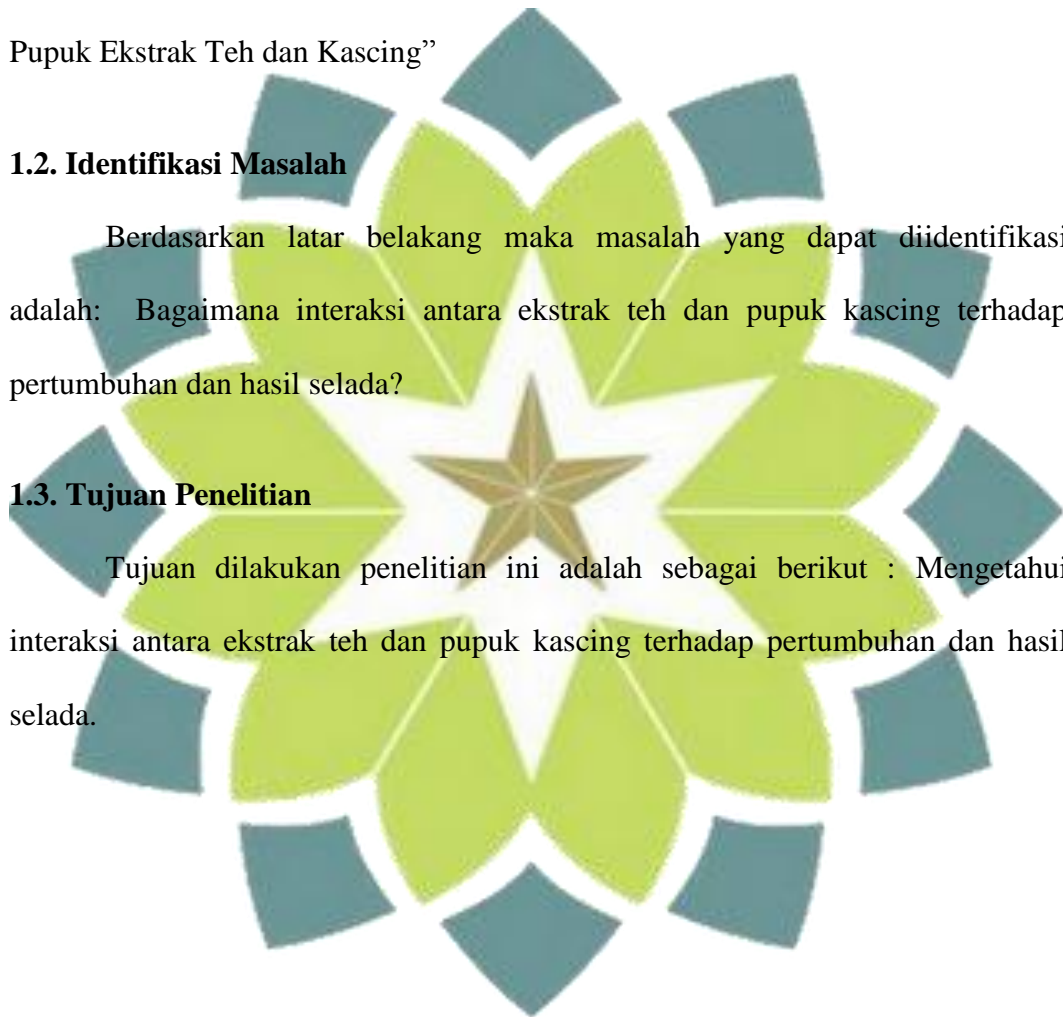 Pupuk Ekstrak Teh dan Kascing”
1.2. Identifikasi Masalah
Berdasarkan latar belakang maka masalah yang dapat diidentifikasi
adalah: Bagaimana interaksi antara ekstrak teh dan pupuk kascing terhadap
pertumbuhan dan hasil selada?
1.3. Tujuan Penelitian
Tujuan dilakukan penelitian ini adalah sebagai berikut : Mengetahui
interaksi antara ekstrak teh dan pupuk kascing terhadap pertumbuhan dan hasil
selada.